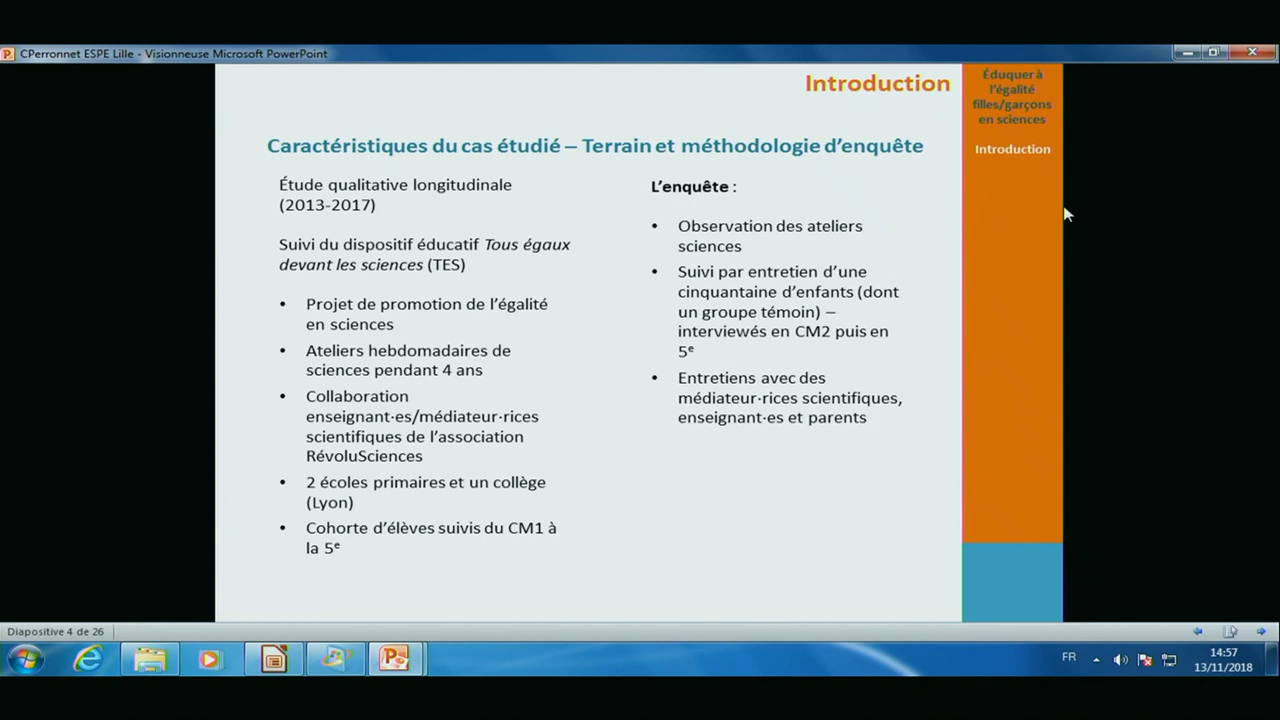 CPerronnet ESPE Lille - Visionneuse Microsoft PowerPoint
Introduction
Caractéristiques du cas étudié – Terrain et méthodologie d'enquête
Étude qualitative longitudinale
(2013-2017)
Suivi du dispositif éducatif Tous égaux
devant les sciences (TES)
• Projet de promotion de l'égalité
en sciences
• Ateliers hebdomadaires de
sciences pendant 4 ans
• Collaboration
enseignant·es/médiateur·rices
scientifiques de l'association
RévoluSciences
• 2 écoles primaires et un collège
(Lyon)
• Cohorte d'élèves suivis du CM1 à
la 5e
L'enquête :
• Observation des ateliers
sciences
• Suivi par entretien d'une
cinquantaine d'enfants (dont
un groupe témoin) –
interviewés en CM2 puis en
5e
• Entretiens avec des
médiateur·rices scientifiques,
enseignant·es et parents
Éduquer à
l'égalité
filles/garçons
en sciences
Introduction
Diapositive 4 de 26
FR
14:57
13/11/2018